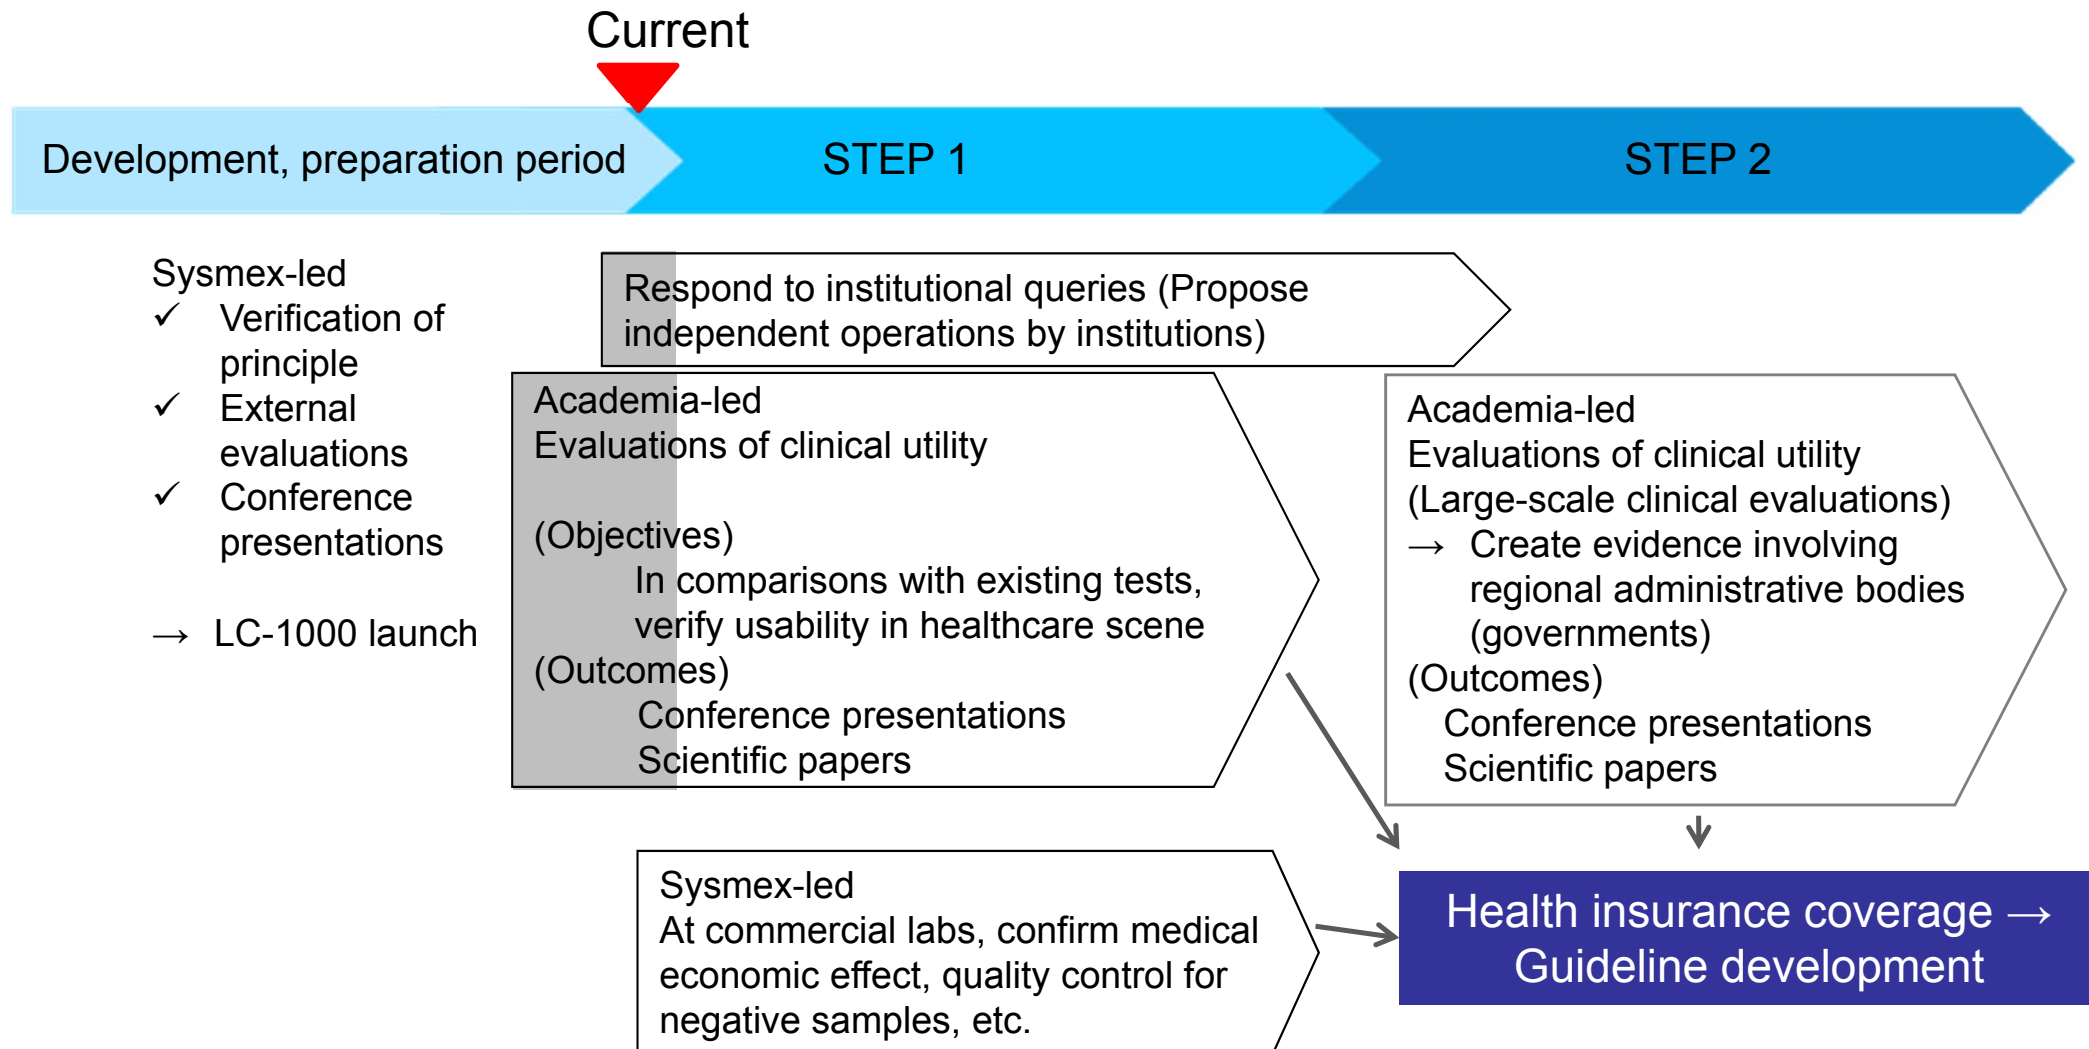 Current
Development, preparation period
STEP 1
STEP 2
Sysmex-led
✓ Verification of
principle
✓ External
evaluations
✓ Conference
presentations
→ LC-1000 launch
Respond to institutional queries (Propose
independent operations by institutions)
Academia-led
Evaluations of clinical utility
(Objectives)
In comparisons with existing tests,
verify usability in healthcare scene
(Outcomes)
Conference presentations
Scientific papers
Academia-led
Evaluations of clinical utility
(Large-scale clinical evaluations)
→ Create evidence involving
regional administrative bodies
(governments)
(Outcomes)
Conference presentations
Scientific papers
Sysmex-led
At commercial labs, confirm medical
economic effect, quality control for
negative samples, etc.
Health insurance coverage →
Guideline development